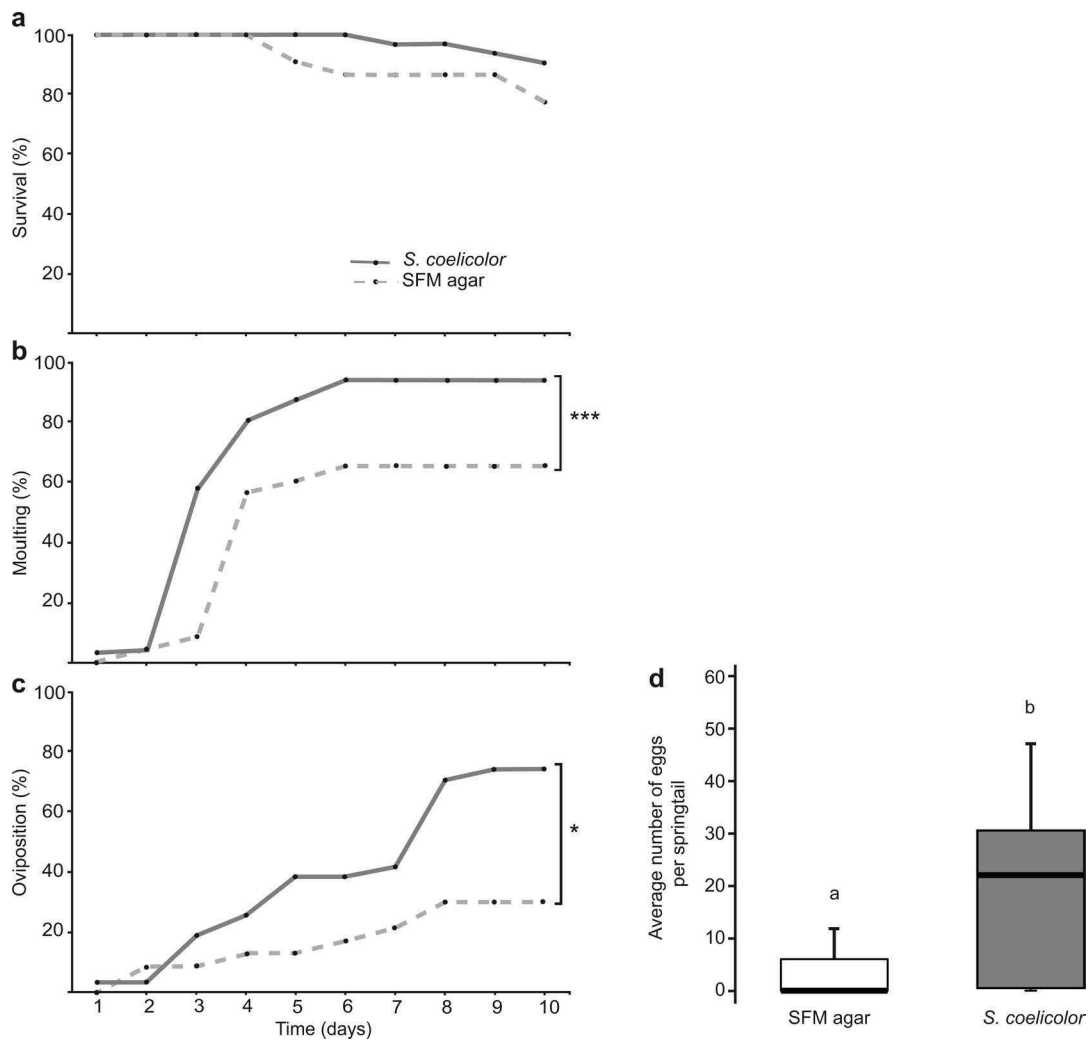 a
100
80
60
40
20
Survival (%)
S. coelicolor
SFM agar
b
100
80
60
40
20
Moulting (%)
***
c
100
80
60
40
20
Oviposition (%)
*
1 2 3 4 5 6 7 8 9 10
Time (days)
d
60
50
40
30
20
10
0
Average number of eggs
per springtail
a
b
SFM agar
S. coelicolor